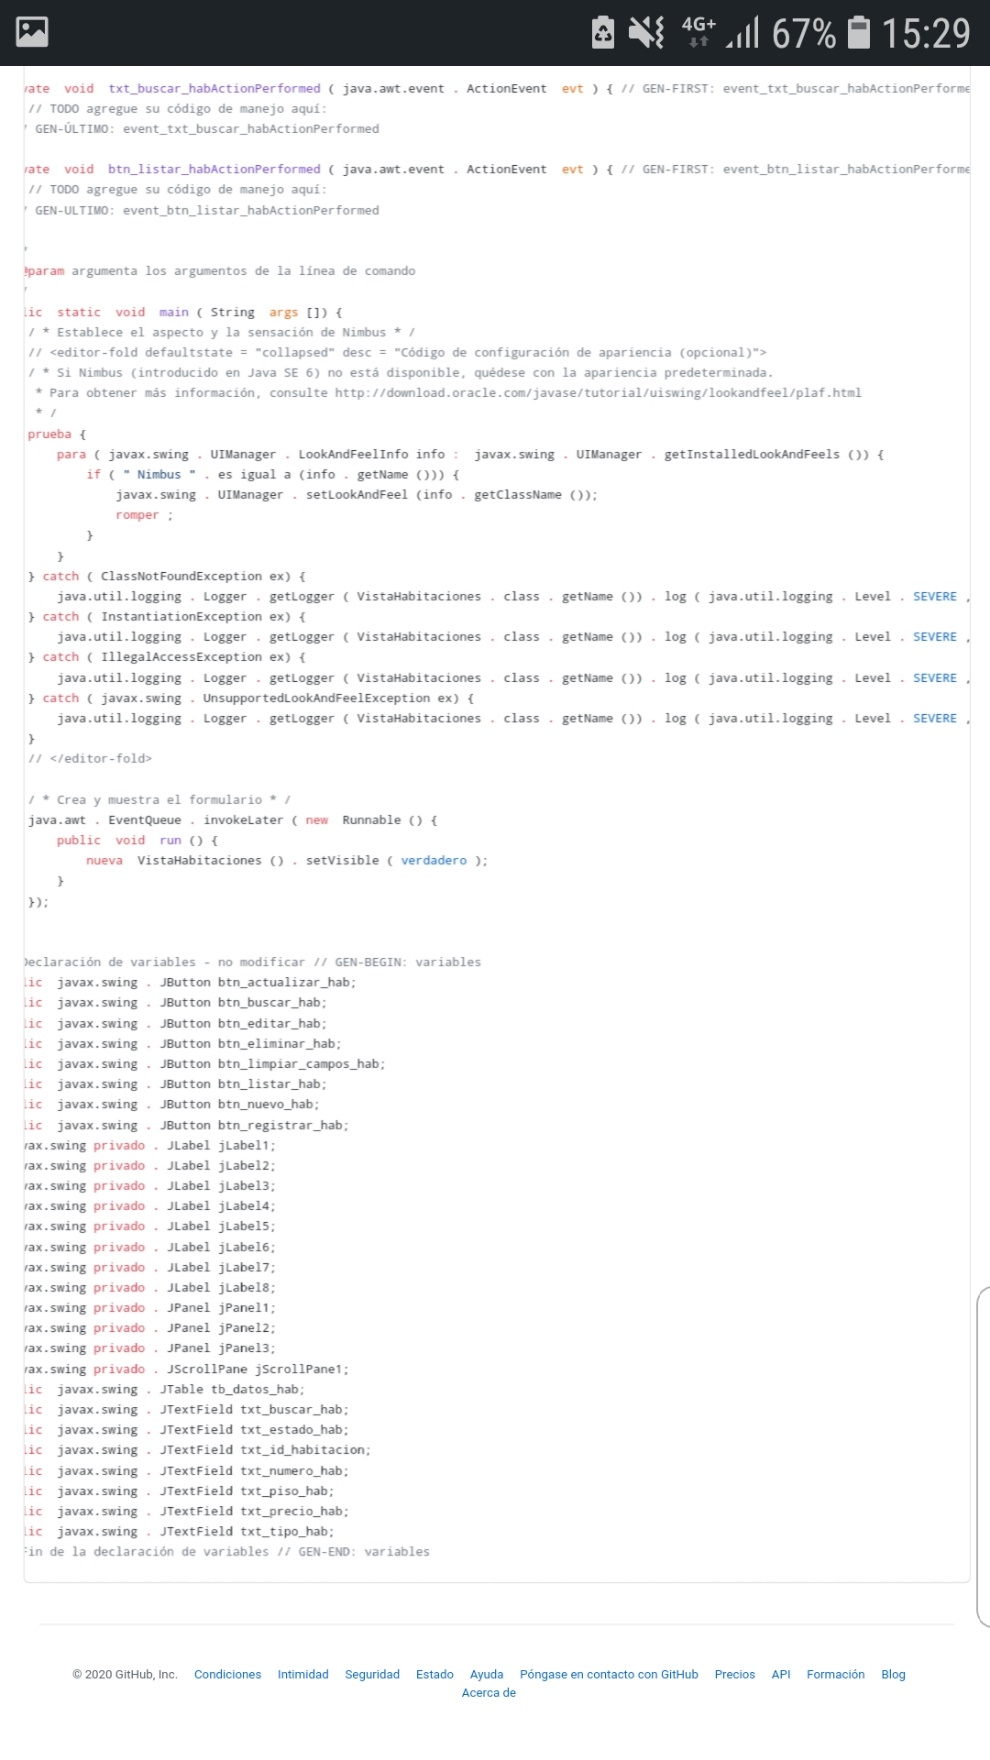 4G+ 67% 15:29
vate void txt_buscar_habActionPerformed ( java.awt.event . ActionEvent evt ) { // GEN-FIRST: event_txt_buscar_habActionPerforme
// TODO agregue su código de manejo aquí:
/ GEN-ÚLTIMO: event_txt_buscar_habActionPerformed
vate void btn_listar_habActionPerformed ( java.awt.event . ActionEvent evt ) { // GEN-FIRST: event_btn_listar_habActionPerforme
// TODO agregue su código de manejo aquí:
/ GEN-ULTIMO: event_btn_listar_habActionPerformed
@param argumenta los argumentos de la línea de comando
lic static void main ( String args []) {
/ * Establece el aspecto y la sensación de Nimbus * /
// <editor-fold defaultstate = "collapsed" desc = "Código de configuración de apariencia (opcional)">
/ * Si Nimbus (introducido en Java SE 6) no está disponible, quédese con la apariencia predeterminada.
* Para obtener más información, consulte http://download.oracle.com/javase/tutorial/uiswing/lookandfeel/plaf.html
* /
prueba {
para ( javax.swing . UIManager . LookAndFeelInfo info : javax.swing . UIManager . getInstalledLookAndFeels ()) {
if ( " Nimbus " . es igual a (info . getName ())) {
javax.swing . UIManager . setLookAndFeel (info . getClassName ());
romper ;
}
}
} catch ( ClassNotFoundException ex) {
java.util.logging . Logger . getLogger ( VistaHabitaciones . class . getName ()) . log ( java.util.logging . Level . SEVERE ,
} catch ( InstantiationException ex) {
java.util.logging . Logger . getLogger ( VistaHabitaciones . class . getName ()) . log ( java.util.logging . Level . SEVERE ,
} catch ( IllegalAccessException ex) {
java.util.logging . Logger . getLogger ( VistaHabitaciones . class . getName ()) . log ( java.util.logging . Level . SEVERE ,
} catch ( javax.swing . UnsupportedLookAndFeelException ex) {
java.util.logging . Logger . getLogger ( VistaHabitaciones . class . getName ()) . log ( java.util.logging . Level . SEVERE ,
}
// </editor-fold>
/ * Crea y muestra el formulario * /
java.awt . EventQueue . invokeLater ( new Runnable () {
public void run () {
nueva VistaHabitaciones () . setVisible ( verdadero );
}
});
Declaración de variables - no modificar // GEN-BEGIN: variables
lic javax.swing . JButton btn_actualizar_hab;
lic javax.swing . JButton btn_buscar_hab;
lic javax.swing . JButton btn_editar_hab;
lic javax.swing . JButton btn_eliminar_hab;
lic javax.swing . JButton btn_limpiar_campos_hab;
lic javax.swing . JButton btn_listar_hab;
lic javax.swing . JButton btn_nuevo_hab;
lic javax.swing . JButton btn_registrar_hab;
vax.swing privado . JLabel jLabel1;
vax.swing privado . JLabel jLabel2;
vax.swing privado . JLabel jLabel3;
vax.swing privado . JLabel jLabel4;
vax.swing privado . JLabel jLabel5;
vax.swing privado . JLabel jLabel6;
vax.swing privado . JLabel jLabel7;
vax.swing privado . JLabel jLabel8;
vax.swing privado . JPanel jPanel1;
vax.swing privado . JPanel jPanel2;
vax.swing privado . JPanel jPanel3;
vax.swing privado . JScrollPane jScrollPane1;
lic javax.swing . JTable tb_datos_hab;
lic javax.swing . JTextField txt_buscar_hab;
lic javax.swing . JTextField txt_estado_hab;
lic javax.swing . JTextField txt_id_habitacion;
lic javax.swing . JTextField txt_numero_hab;
lic javax.swing . JTextField txt_piso_hab;
lic javax.swing . JTextField txt_precio_hab;
lic javax.swing . JTextField txt_tipo_hab;
Fin de la declaración de variables // GEN-END: variables
© 2020 GitHub, Inc. Condiciones Intimidad Seguridad Estado Ayuda Póngase en contacto con GitHub Precios API Formación Blog
Acerca de